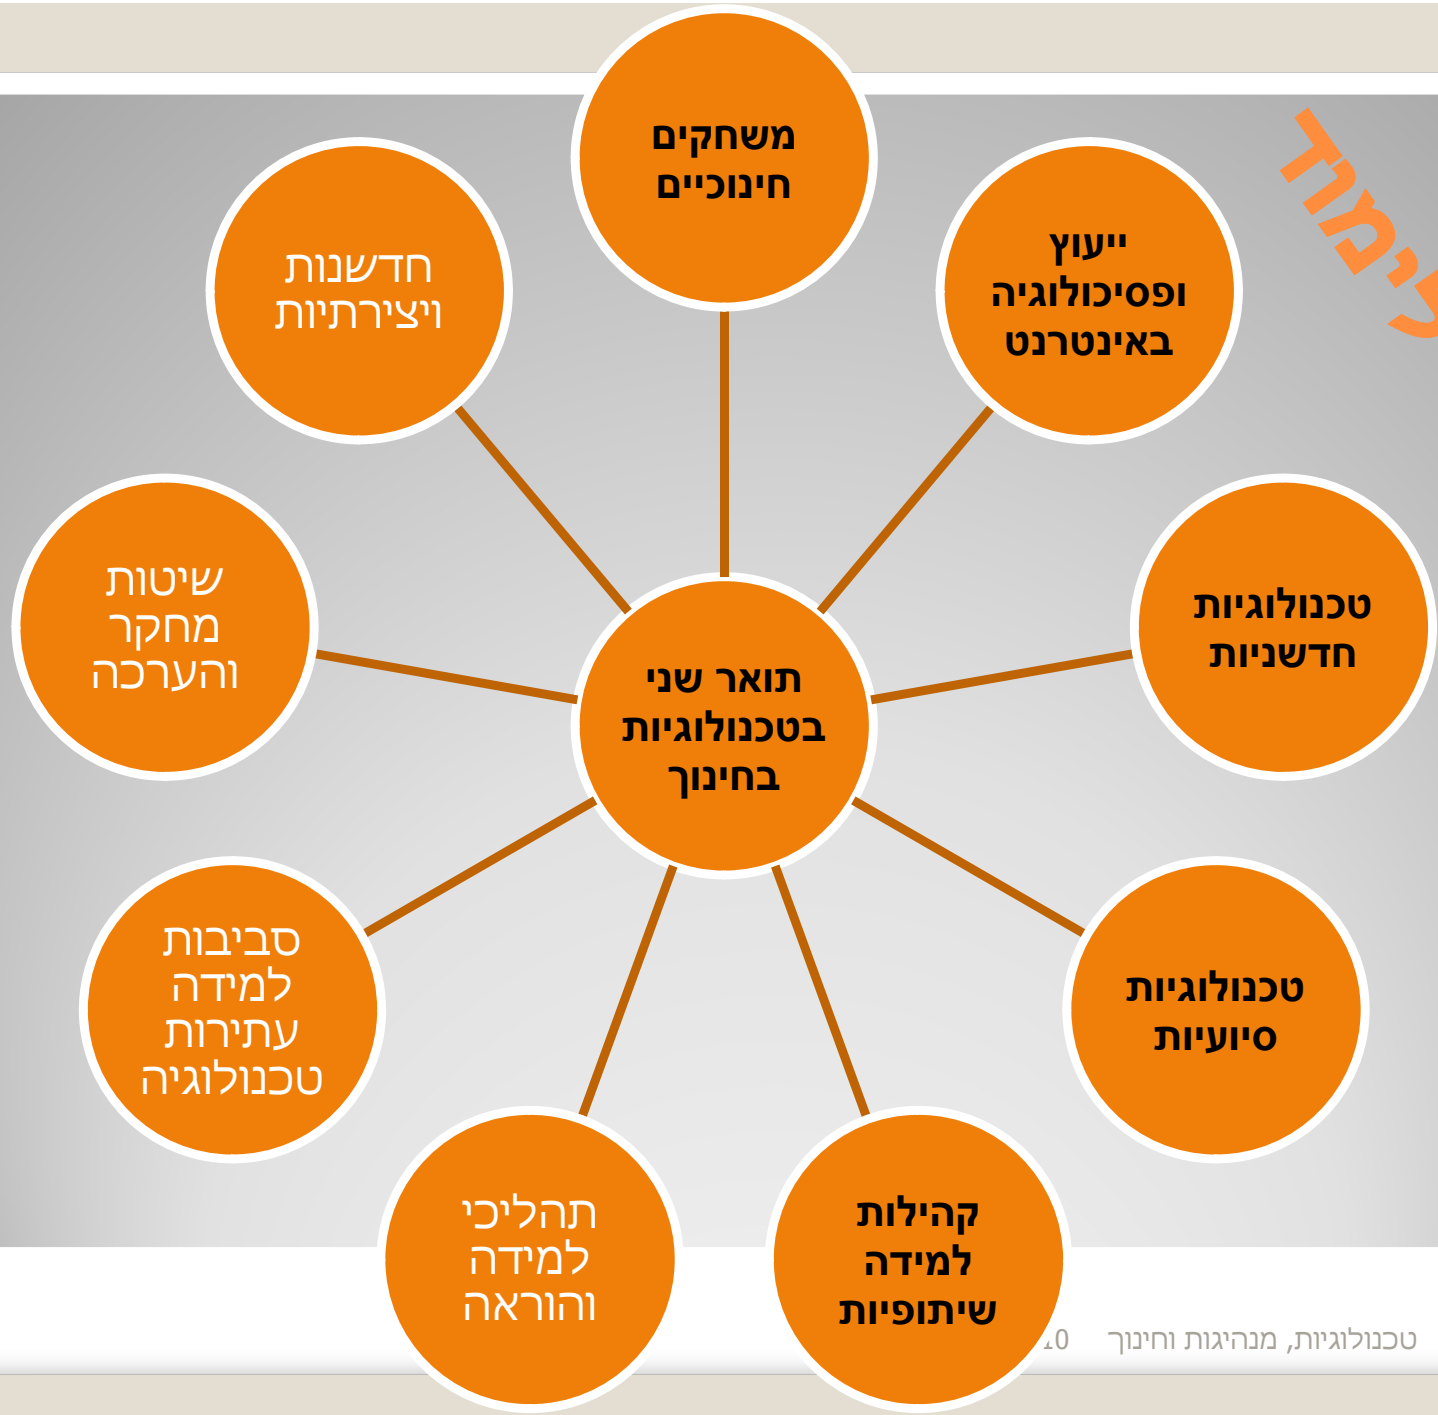 משחקים
חינוכיים
ייעוץ
ופסיכולוגיה
באינטרנט
טכנולוגיות
חדשניות
טכנולוגיות
סיועיות
קהילות
למידה
שיתופיות
תהליכי
למידה
והוראה
סביבות
למידה
עתירות
טכנולוגיה
שיטות
מחקר
והערכה
חדשנות
ויצירתיות
תואר שני
בטכנולוגיות
בחינוך
טכנולוגיות, מנהיגות וחינוך